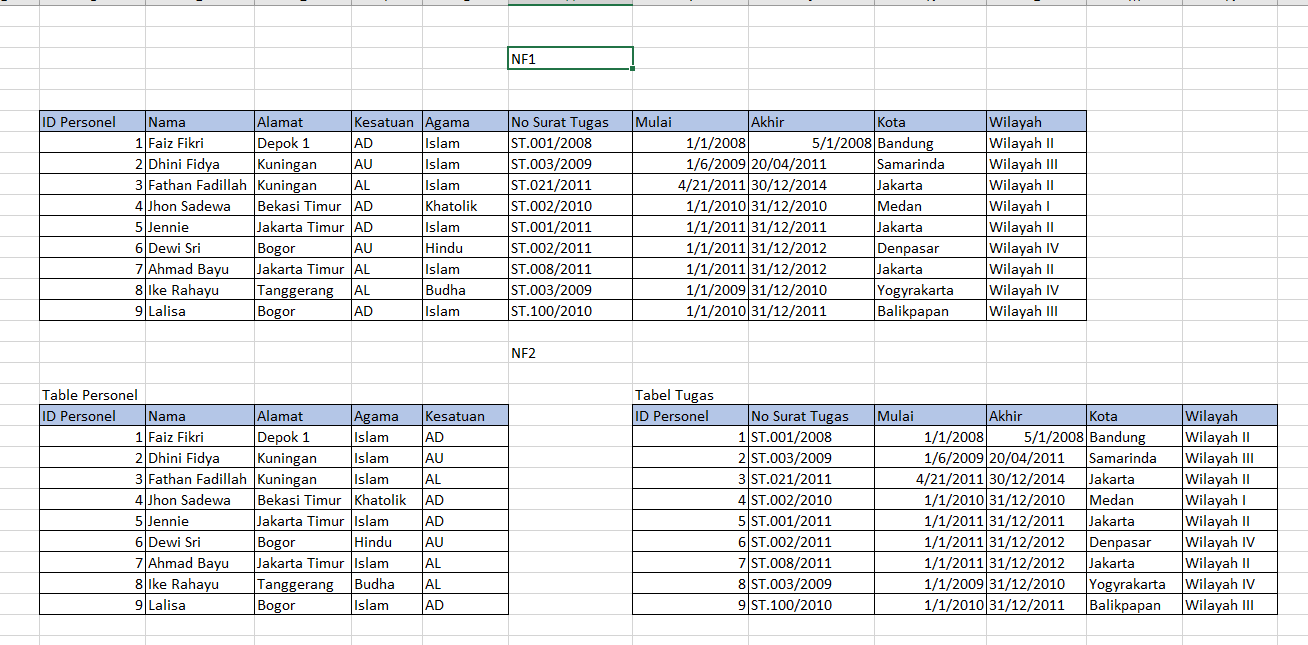 NF1
ID Personel Nama Alamat Kesatuan Agama No Surat Tugas Mulai Akhir Kota Wilayah
1 Faiz Fikri Depok 1 AD Islam ST.001/2008 1/1/2008 5/1/2008 Bandung Wilayah II
2 Dhini Fidya Kuningan AU Islam ST.003/2009 1/6/2009 20/04/2011 Samarinda Wilayah III
3 Fathan Fadillah Kuningan AL Islam ST.021/2011 4/21/2011 30/12/2014 Jakarta Wilayah II
4 Jhon Sadewa Bekasi Timur AD Khatolik ST.002/2010 1/1/2010 31/12/2010 Medan Wilayah I
5 Jennie Jakarta Timur AD Islam ST.001/2011 1/1/2011 31/12/2011 Jakarta Wilayah II
6 Dewi Sri Bogor AU Hindu ST.002/2011 1/1/2011 31/12/2012 Denpasar Wilayah IV
7 Ahmad Bayu Jakarta Timur AL Islam ST.008/2011 1/1/2011 31/12/2012 Jakarta Wilayah II
8 Ike Rahayu Tanggerang AL Budha ST.003/2009 1/1/2009 31/12/2010 Yogyakarta Wilayah IV
9 Lalisa Bogor AD Islam ST.100/2010 1/1/2010 31/12/2011 Balikpapan Wilayah III
NF2
Table Personel Tabel Tugas
ID Personel Nama Alamat Agama Kesatuan ID Personel No Surat Tugas Mulai Akhir Kota Wilayah
1 Faiz Fikri Depok 1 Islam AD 1 ST.001/2008 1/1/2008 5/1/2008 Bandung Wilayah II
2 Dhini Fidya Kuningan Islam AU 2 ST.003/2009 1/6/2009 20/04/2011 Samarinda Wilayah III
3 Fathan Fadillah Kuningan Islam AL 3 ST.021/2011 4/21/2011 30/12/2014 Jakarta Wilayah II
4 Jhon Sadewa Bekasi Timur Khatolik AD 4 ST.002/2010 1/1/2010 31/12/2010 Medan Wilayah I
5 Jennie Jakarta Timur Islam AD 5 ST.001/2011 1/1/2011 31/12/2011 Jakarta Wilayah II
6 Dewi Sri Bogor Hindu AU 6 ST.002/2011 1/1/2011 31/12/2012 Denpasar Wilayah IV
7 Ahmad Bayu Jakarta Timur Islam AL 7 ST.008/2011 1/1/2011 31/12/2012 Jakarta Wilayah II
8 Ike Rahayu Tanggerang Budha AL 8 ST.003/2009 1/1/2009 31/12/2010 Yogyakarta Wilayah IV
9 Lalisa Bogor Islam AD 9 ST.100/2010 1/1/2010 31/12/2011 Balikpapan Wilayah III